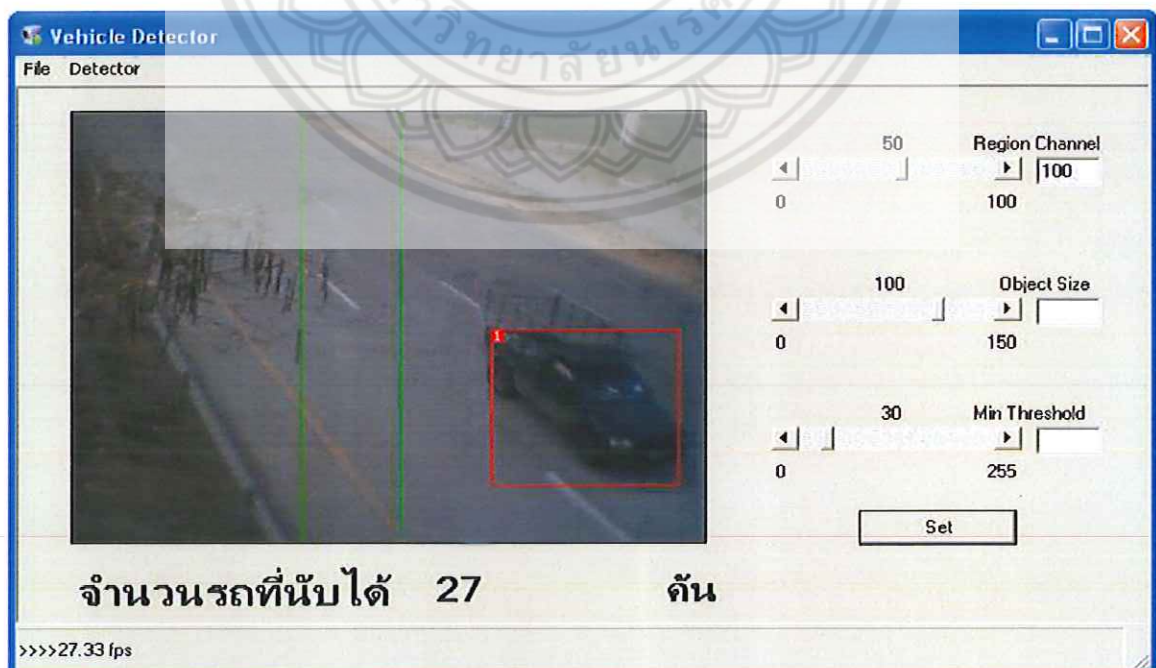 Vehicle Detector
File Detector
50 Region Channel
100
0 100
100 Object Size
0 150
1
30 Min Threshold
0 255
Set
จำนวนรถที่นับได้ 27 คัน
>>>>27.33 fps